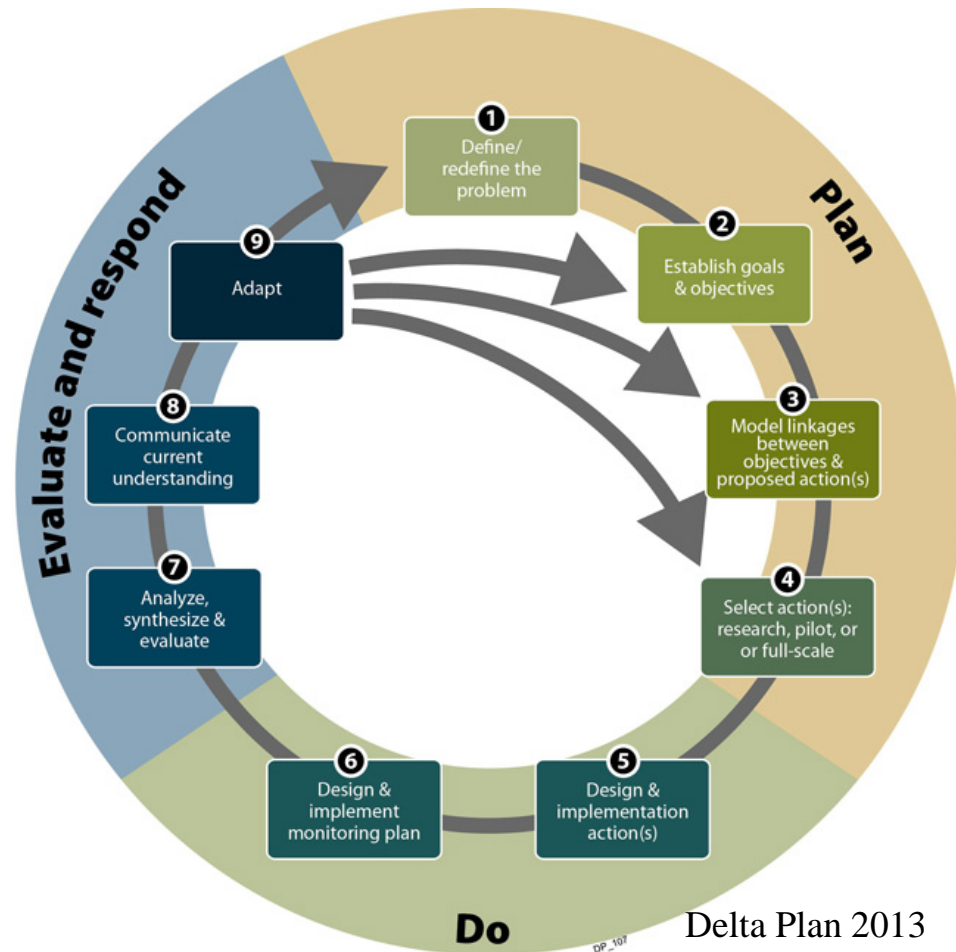 1
Define/
redefine the
problem
Plan
2
Establish goals
& objectives
3
Model linkages
between
objectives &
proposed action(s)
4
Select action(s):
research, pilot, or
or full-scale
5
Design &
implementation
action(s)
6
Design &
implement
monitoring plan
Do
7
Analyze,
synthesize &
evaluate
8
Communicate
current
understanding
9
Adapt
Evaluate and respond
DP_107
Delta Plan 2013